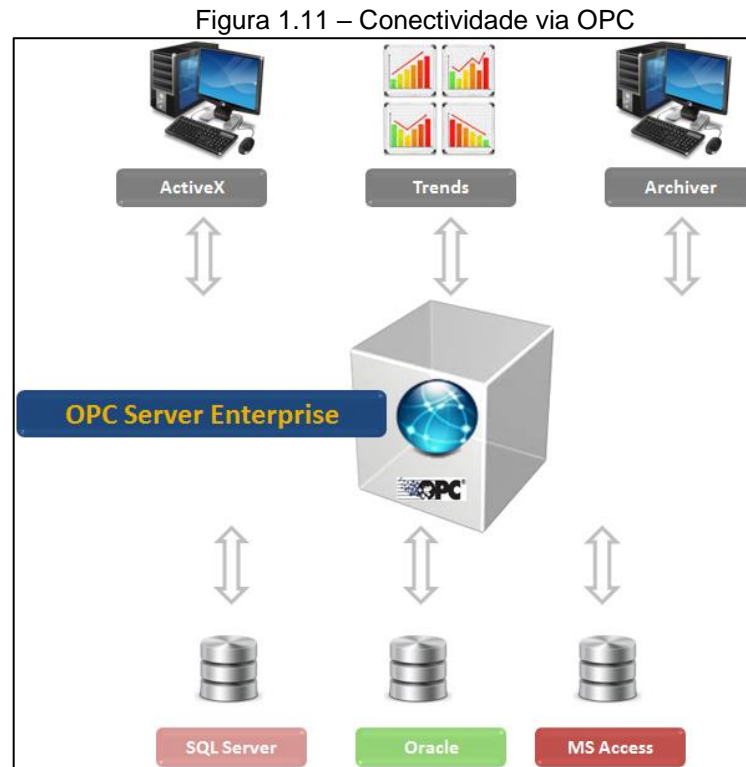 Figura 1.11 – Conectividade via OPC
ActiveX
Trends
Archiver
OPC Server Enterprise
OPC
SQL Server
Oracle
MS Access